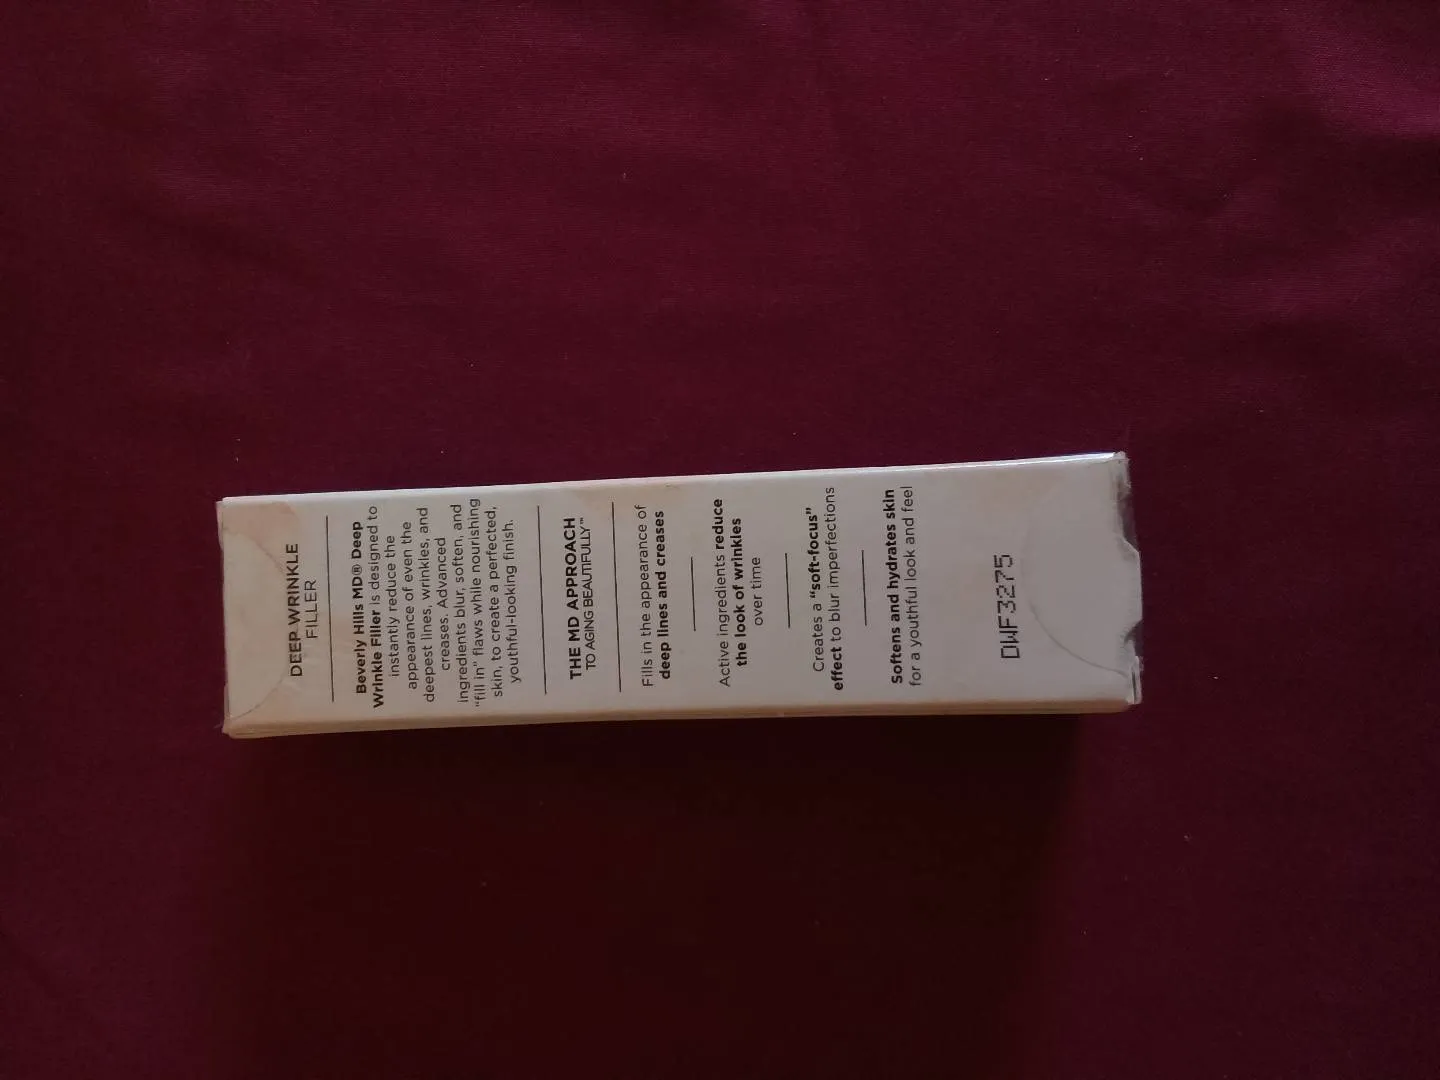 DEEP WRINKLE
FILLER
Beverly Hills MD® Deep
Wrinkle Filler is designed to
instantly reduce the
appearance of even the
deepest lines, wrinkles, and
creases. Advanced
ingredients blur, soften, and
"fill in" flaws while nourishing
skin, to create a perfected,
youthful-looking finish.
THE MD APPROACH
TO AGING BEAUTIFULLY™
Fills in the appearance of
deep lines and creases
Active ingredients reduce
the look of wrinkles
over time
Creates a "soft-focus"
effect to blur imperfections
Softens and hydrates skin
for a youthful look and feel
DWF3275